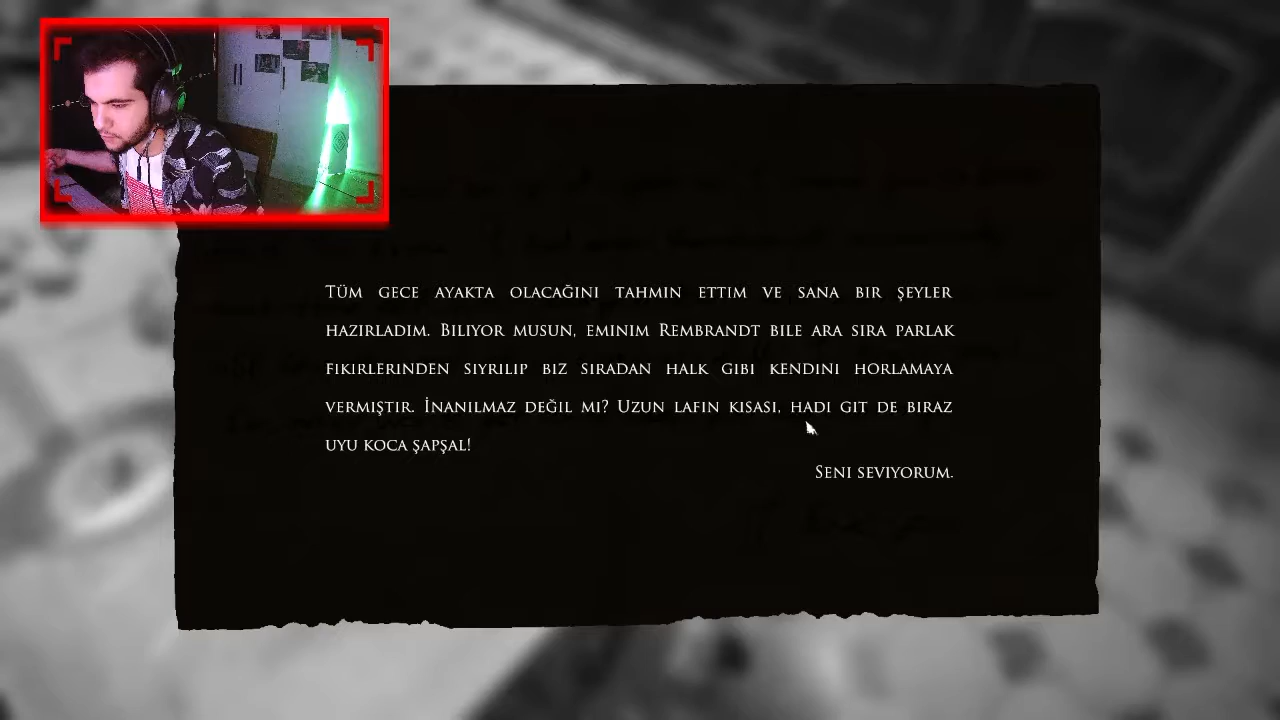 Tüm gece ayakta olacağını tahmin ettim ve sana bir şeyler
hazırladım. Biliyor musun, eminim Rembrandt bile ara sıra parlak
fikirlerinden sıyrılıp biz sıradan halk gibi kendini horlamaya
vermiştir. İnanılmaz değil mi? Uzun lafın kısası, hadi git de biraz
uyu koca şapşal!
Seni seviyorum.